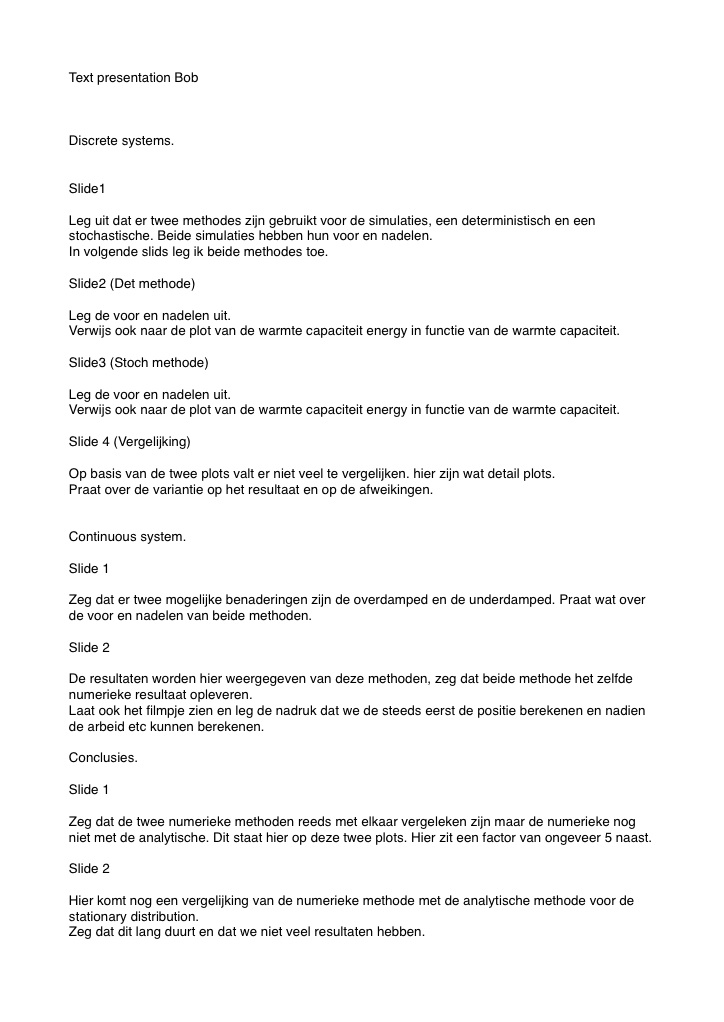 Text presentation Bob
Discrete systems.
Slide1
Leg uit dat er twee methodes zijn gebruikt voor de simulaties, een deterministisch en een
stochastische. Beide simulaties hebben hun voor en nadelen.
In volgende slids leg ik beide methodes toe.
Slide2 (Det methode)
Leg de voor en nadelen uit.
Verwijs ook naar de plot van de warmte capaciteit energy in functie van de warmte capaciteit.
Slide3 (Stoch methode)
Leg de voor en nadelen uit.
Verwijs ook naar de plot van de warmte capaciteit energy in functie van de warmte capaciteit.
Slide 4 (Vergelijking)
Op basis van de twee plots valt er niet veel te vergelijken. hier zijn wat detail plots.
Praat over de variantie op het resultaat en op de afweikingen.
Continuous system.
Slide 1
Zeg dat er twee mogelijke benaderingen zijn de overdamped en de underdamped. Praat wat over
de voor en nadelen van beide methoden.
Slide 2
De resultaten worden hier weergegeven van deze methoden, zeg dat beide methode het zelfde
numerieke resultaat opleveren.
Laat ook het filmpje zien en leg de nadruk dat we de steeds eerst de positie berekenen en nadien
de arbeid etc kunnen berekenen.
Conclusies.
Slide 1
Zeg dat de twee numerieke methoden reeds met elkaar vergeleken zijn maar de numerieke nog
niet met de analytische. Dit staat hier op deze twee plots. Hier zit een factor van ongeveer 5 naast.
Slide 2
Hier komt nog een vergelijking van de numerieke methode met de analytische methode voor de
stationary distribution.
Zeg dat dit lang duurt en dat we niet veel resultaten hebben.